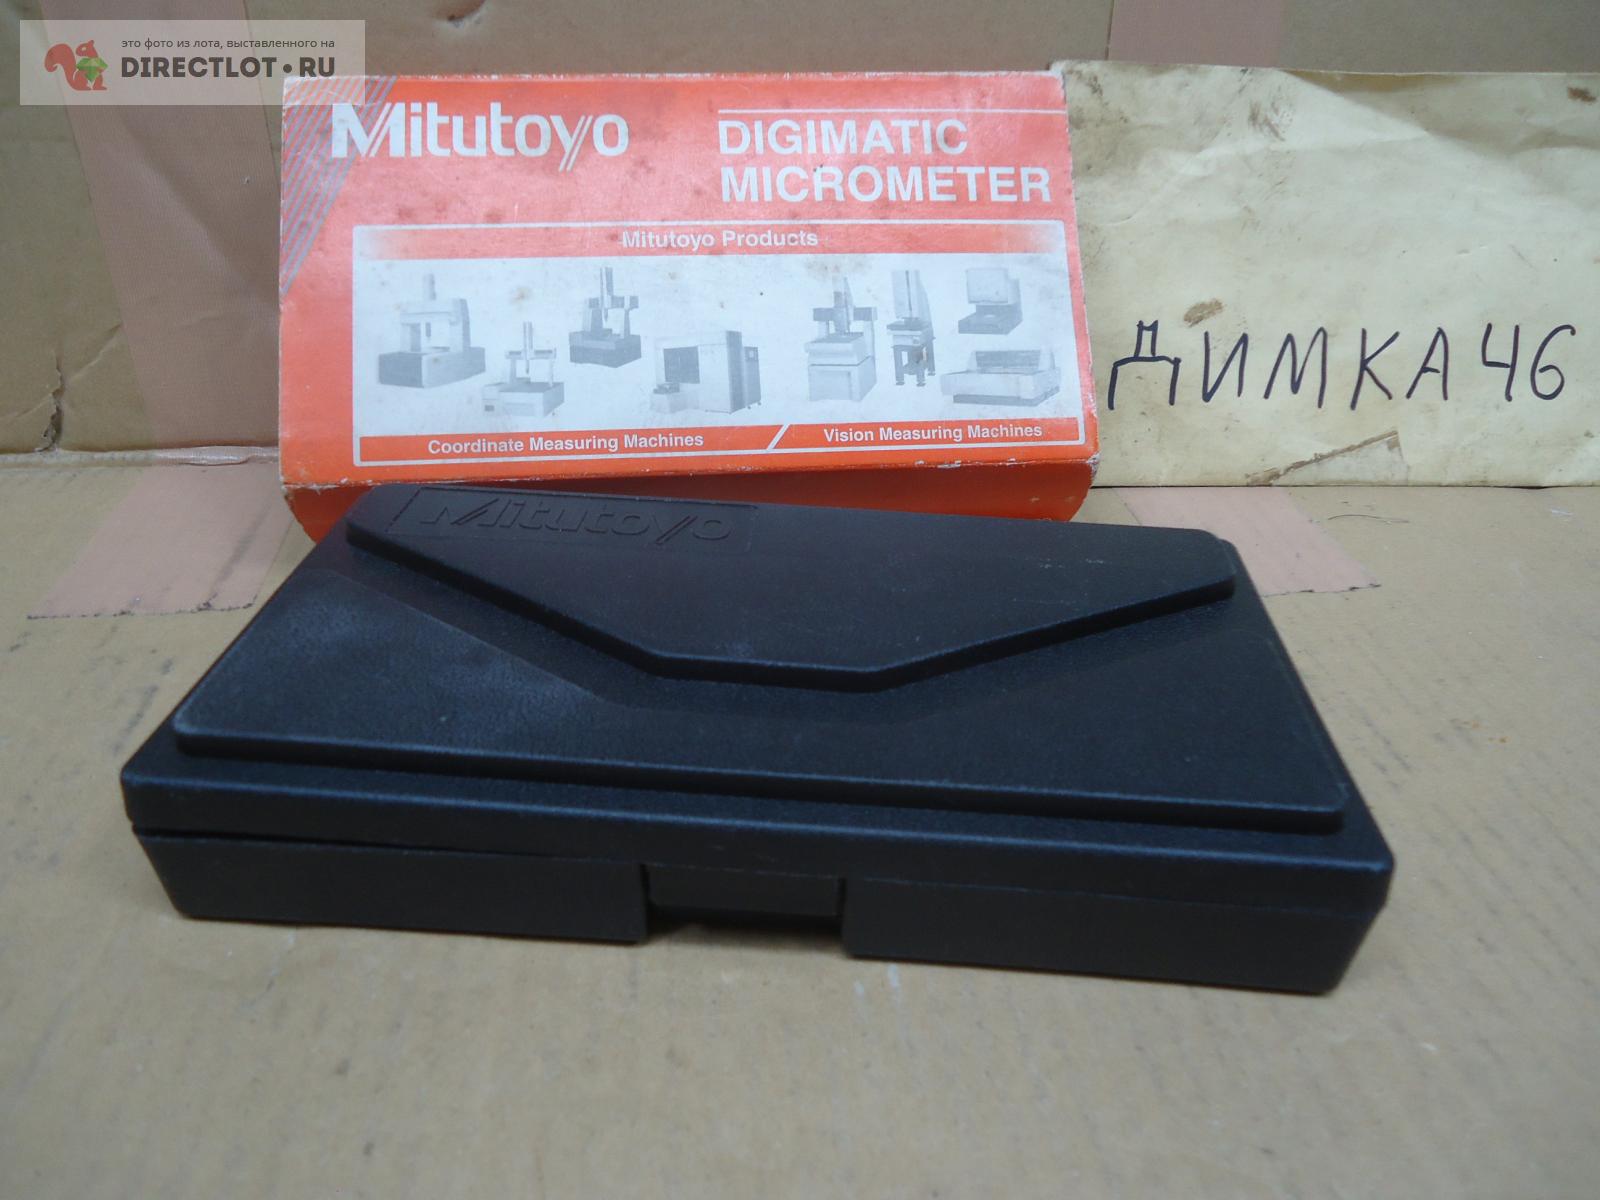 это фото из лота, выставленного на
DIRECTLOT.RU
Mitutoyo
DIGIMATIC
MICROMETER
Mitutoyo Products
Coordinate Measuring Machines / Vision Measuring Machines
ДИМКА46
Mitutoyo